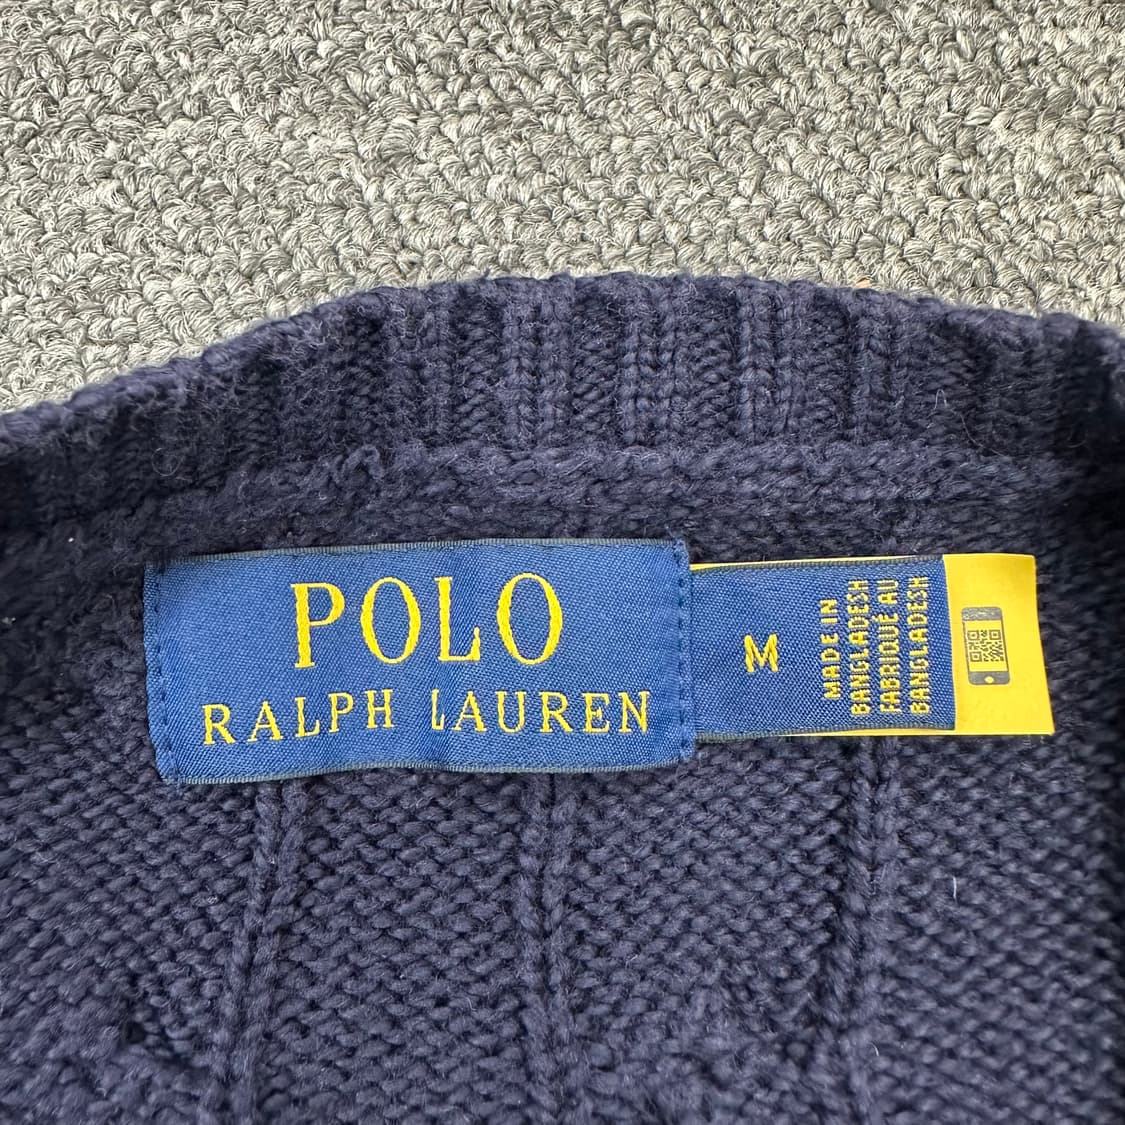 POLO
RALPH LAUREN
M
MADE IN
BANGLADESH
FABRIQUÉ AU
BANGLADESH